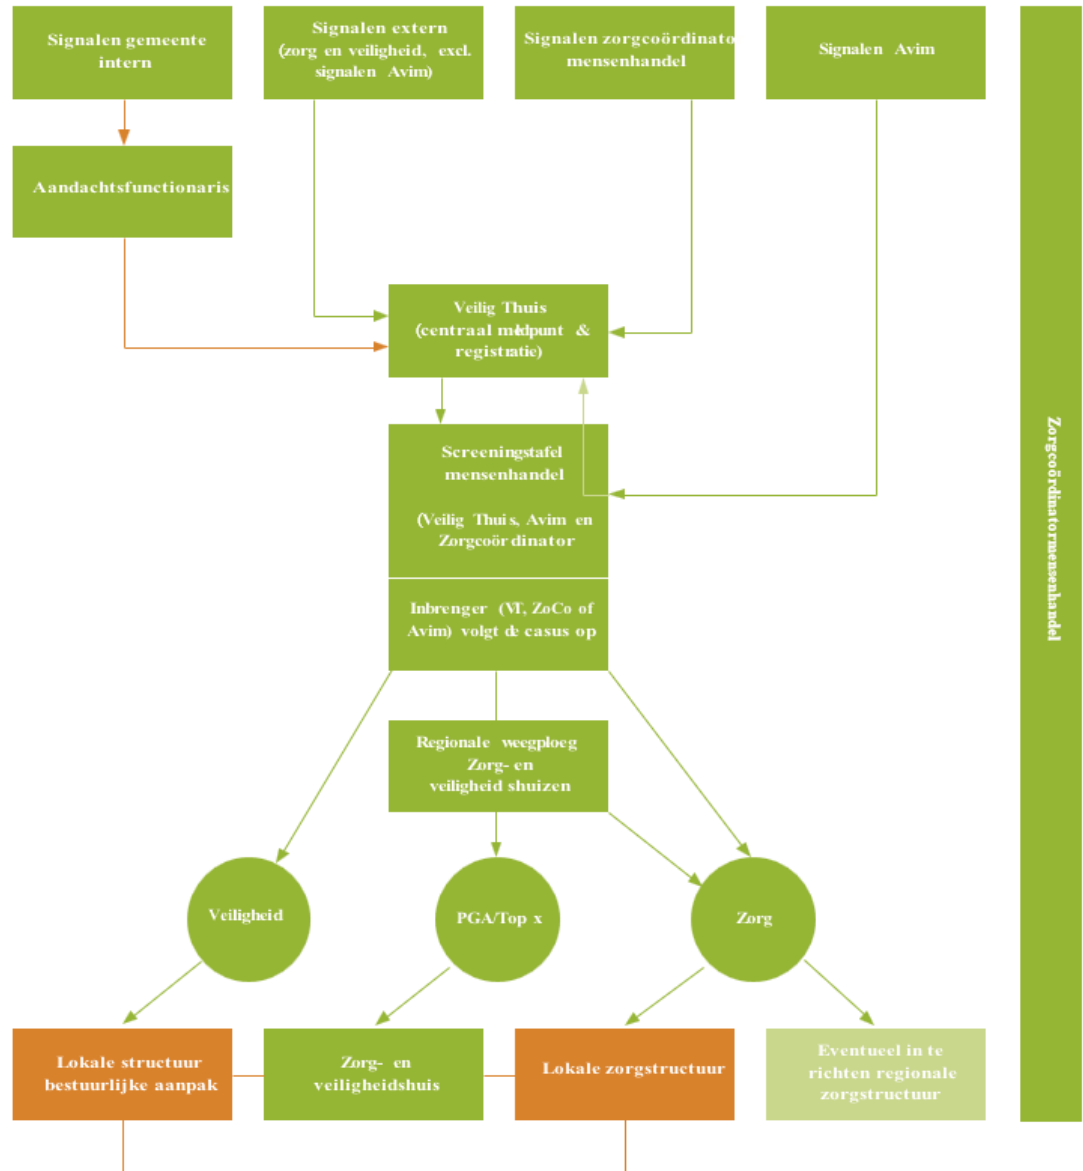 Signalen gemeente
intern
Signalen extern
(zorg en veiligheid, excl.
signalen Avim)
Signalen zorgcoördinato
mensenhandel
Signalen Avim
Aandachtsfunctionaris
Veilig Thuis
(centraal meldpunt &
registratie)
Screeningstafel
mensenhandel
(Veilig Thuis, Avim en
Zorgcoördinator
Inbrenger (VT, ZoCo of
Avim) volgt de casus op
Regionale weegploeg
Zorg- en
veiligheid shuizen
Veiligheid
PGA/Top x
Zorg
Lokale structuur
bestuurlijke aanpak
Zorg- en
veiligheidshuis
Lokale zorgstructuur
Eventueel in te
richten regionale
zorgstructuur
Zorgcoördinatormensenhandel